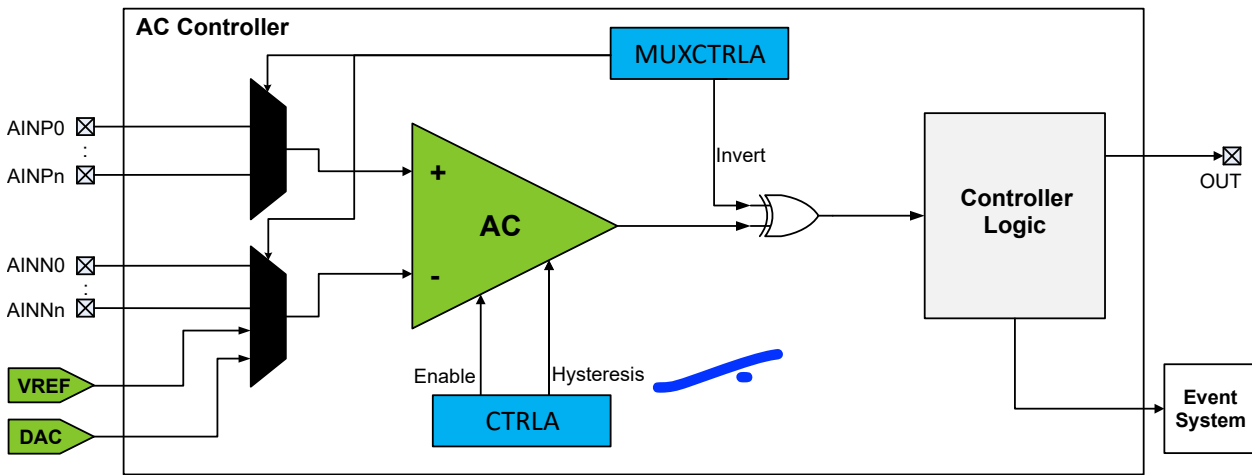 AC Controller
MUXCTRLA
AINP0
:
AINPn
Invert
+
AC
-
Controller
Logic
OUT
AINN0
:
AINNn
VREF
DAC
Enable
Hysteresis
CTRLA
Event
System